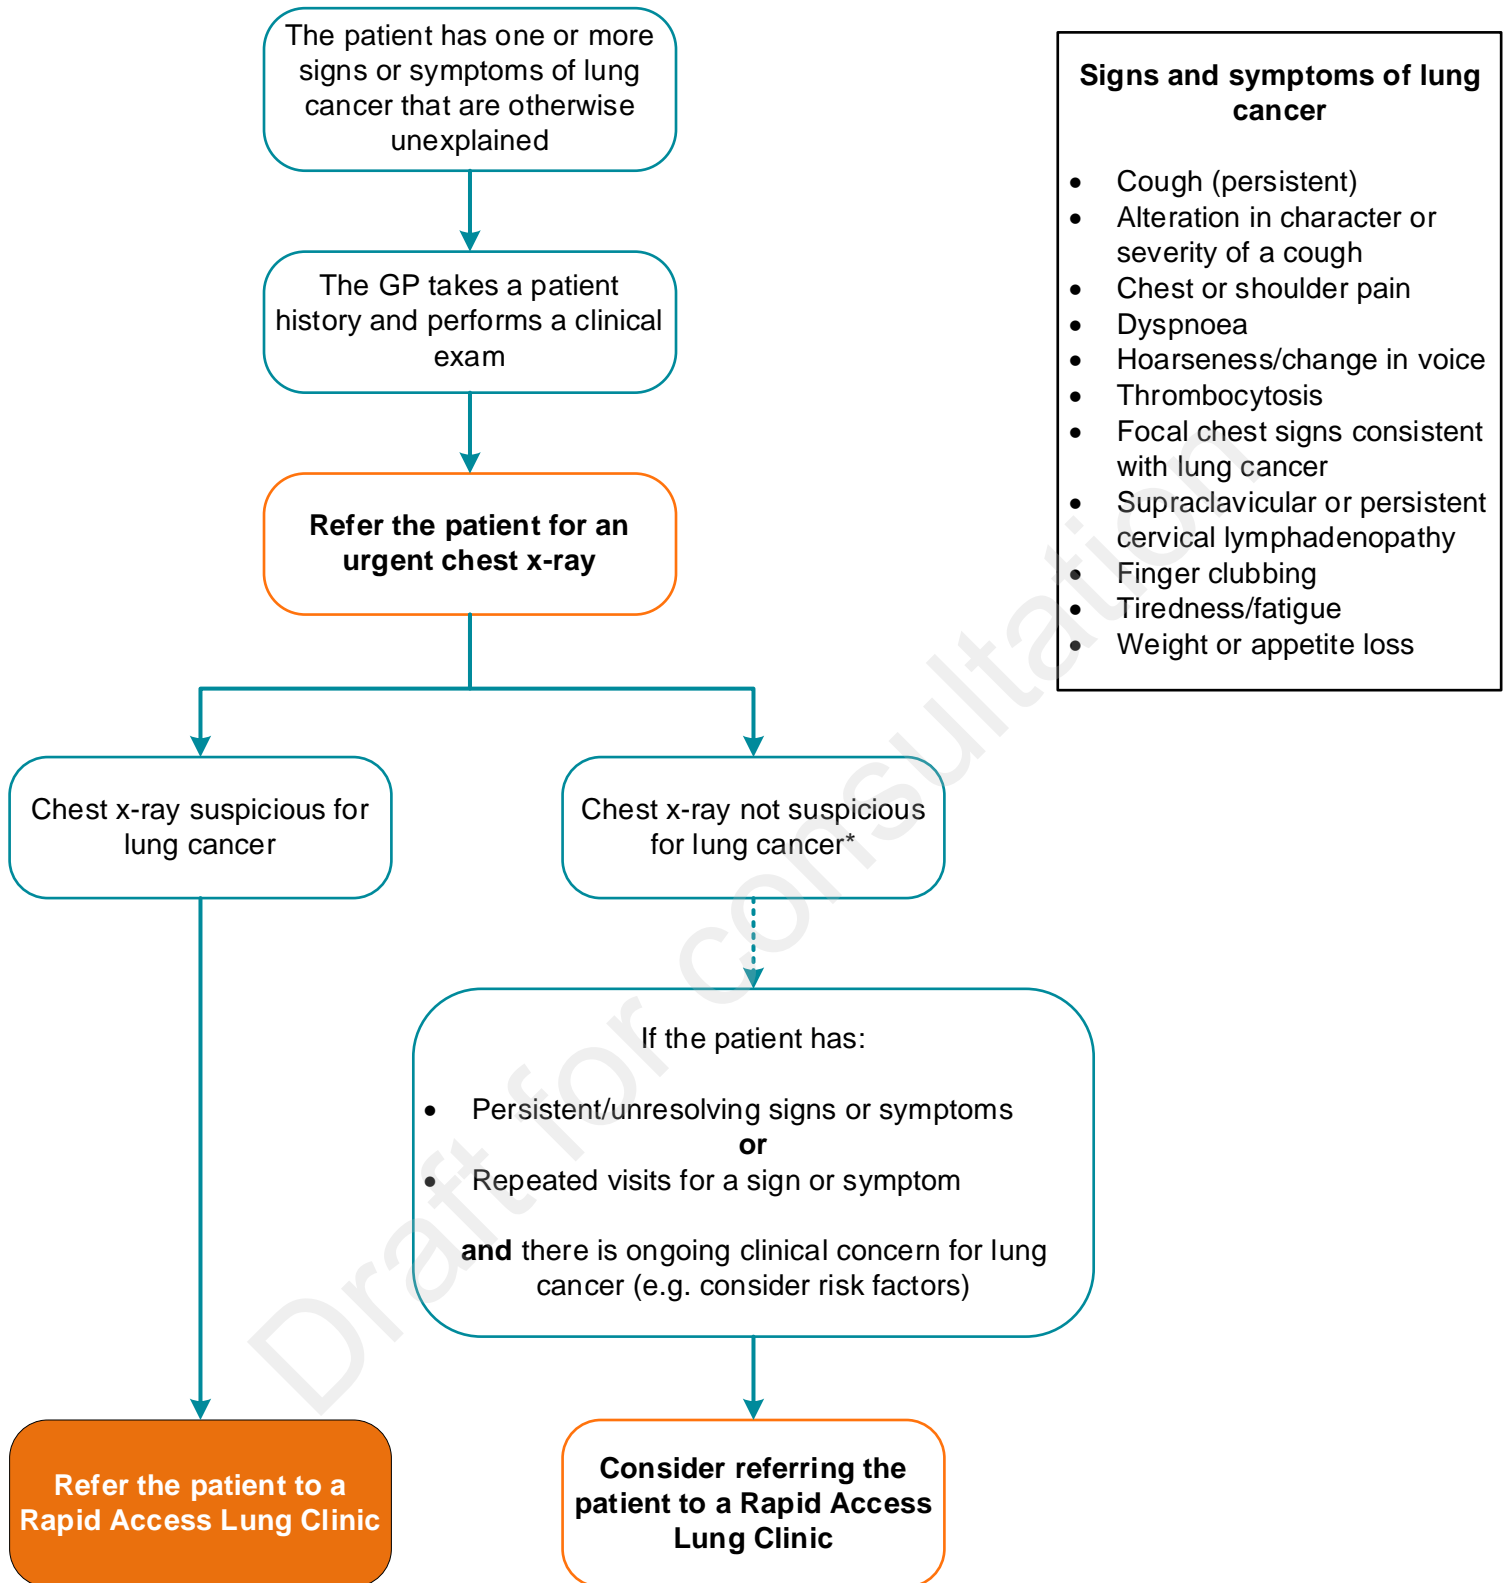 The patient has one or more
signs or symptoms of lung
cancer that are otherwise
unexplained
The GP takes a patient
history and performs a clinical
exam
Refer the patient for an
urgent chest x-ray
Chest x-ray suspicious for
lung cancer
Chest x-ray not suspicious
for lung cancer*
If the patient has:
• Persistent/unresolving signs or symptoms
or
• Repeated visits for a sign or symptom
and there is ongoing clinical concern for lung
cancer (e.g. consider risk factors)
Refer the patient to a
Rapid Access Lung Clinic
Consider referring the
patient to a Rapid Access
Lung Clinic
Signs and symptoms of lung
cancer
• Cough (persistent)
• Alteration in character or
severity of a cough
• Chest or shoulder pain
• Dyspnoea
• Hoarseness/change in voice
• Thrombocytosis
• Focal chest signs consistent
with lung cancer
• Supraclavicular or persistent
cervical lymphadenopathy
• Finger clubbing
• Tiredness/fatigue
• Weight or appetite loss
Draft for consultation